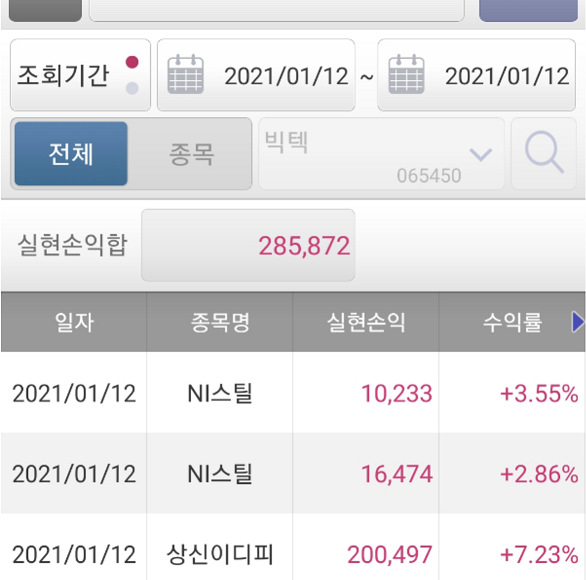 조회기간 2021/01/12 ~ 2021/01/12
전체 종목 빅텍 065450
실현손익합 285,872
일자 종목명 실현손익 수익률
2021/01/12 NI스틸 10,233 +3.55%
2021/01/12 NI스틸 16,474 +2.86%
2021/01/12 상신이디피 200,497 +7.23%